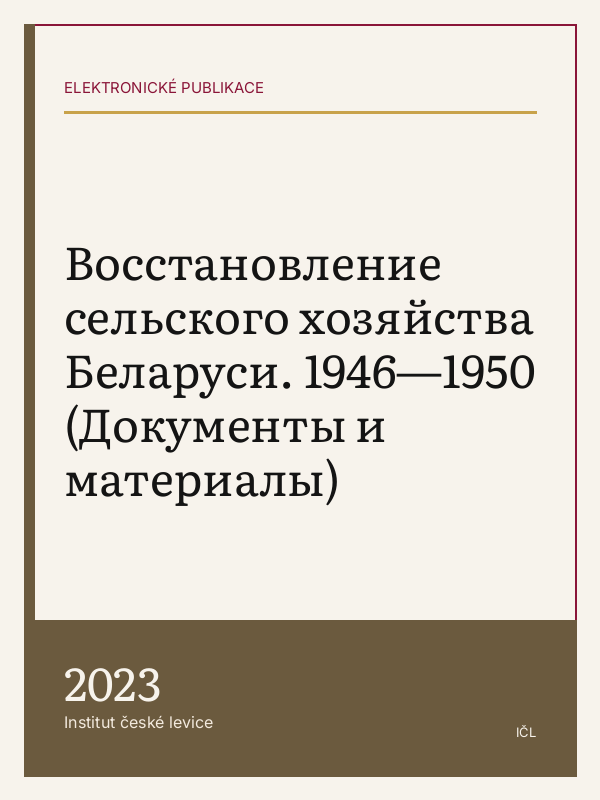 ELEKTRONICKÉ PUBLIKACE
Восстановление
сельского хозяйства
Беларуси. 1946—1950
(Документы и
материалы)
2023
Institut české levice
IČL